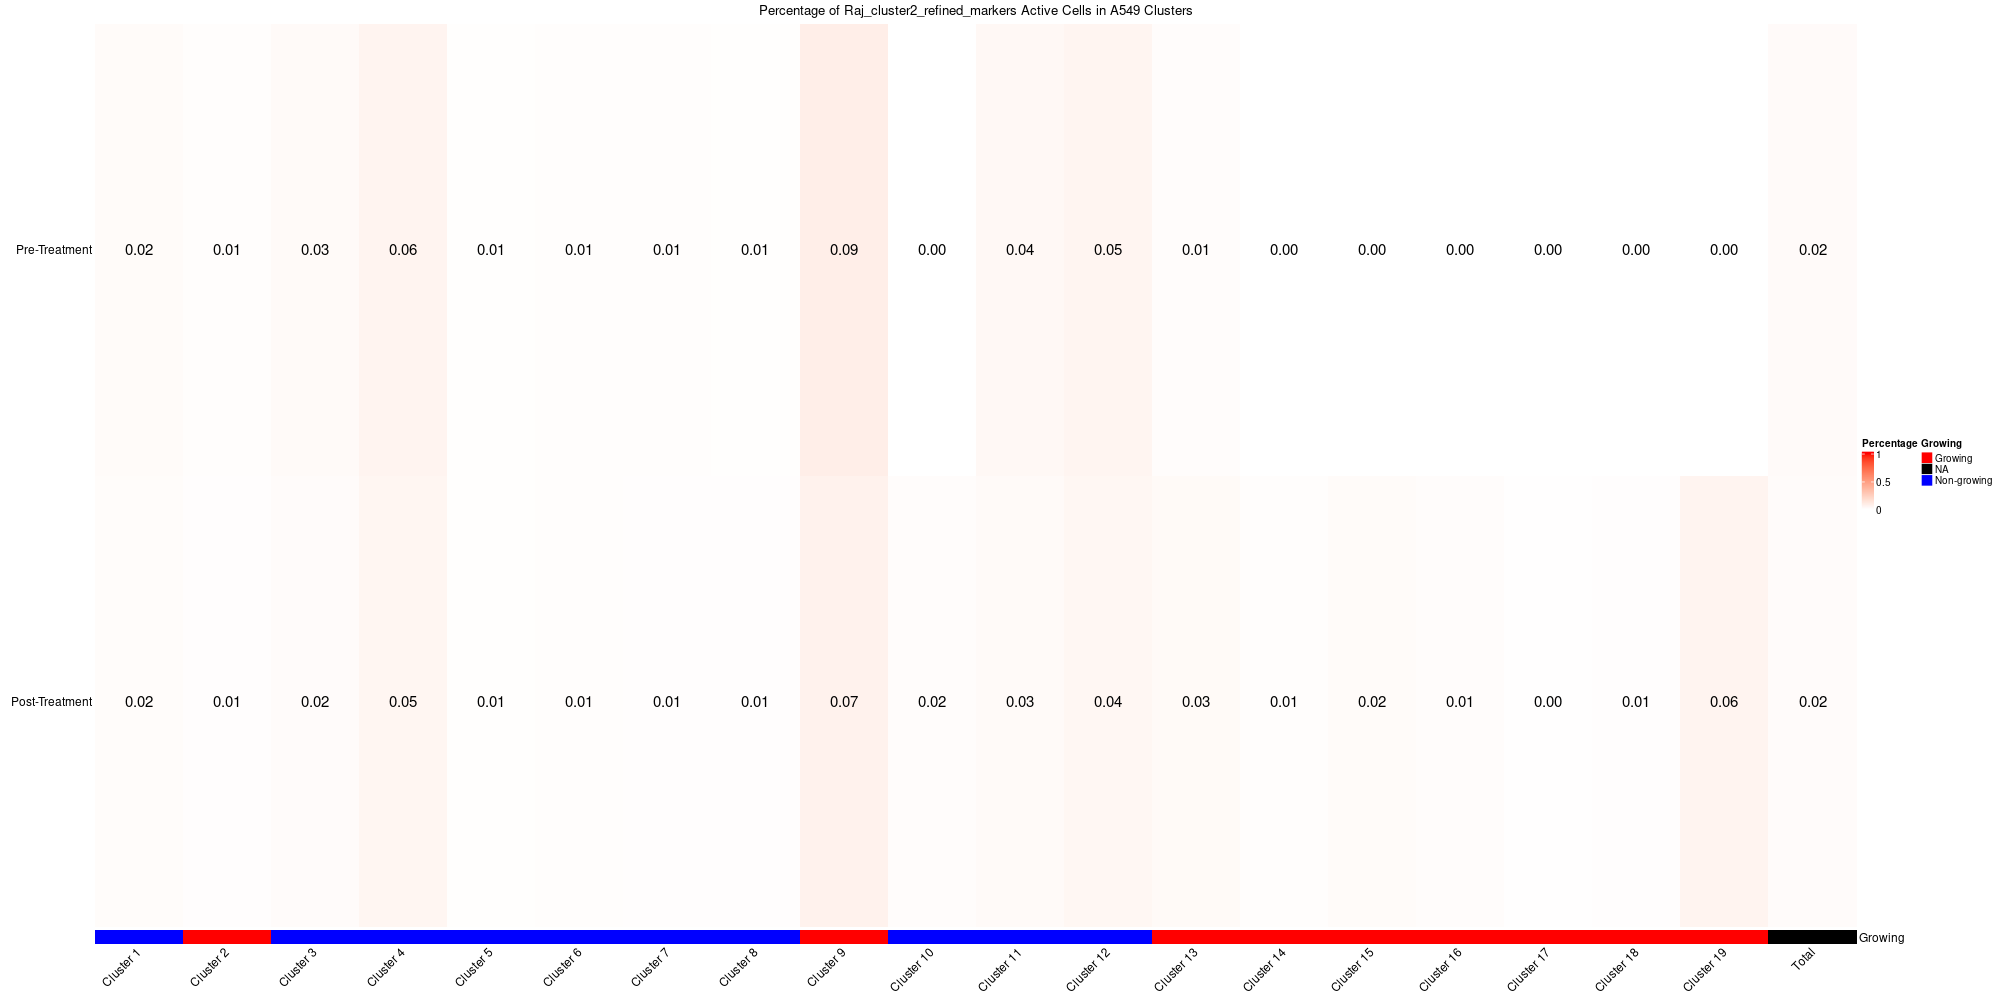 Percentage of Raj_cluster2_refined_markers Active Cells in A549 Clusters
Pre-Treatment 0.02 0.01 0.03 0.06 0.01 0.01 0.01 0.01 0.09 0.00 0.04 0.05 0.01 0.00 0.00 0.00 0.00 0.00 0.00 0.02
Percentage Growing
1 Growing
NA
0.5 Non-growing
0
Post-Treatment 0.02 0.01 0.02 0.05 0.01 0.01 0.01 0.01 0.07 0.02 0.03 0.04 0.03 0.01 0.02 0.01 0.00 0.01 0.06 0.02
Growing
Cluster 1 Cluster 2 Cluster 3 Cluster 4 Cluster 5 Cluster 6 Cluster 7 Cluster 8 Cluster 9 Cluster 10 Cluster 11 Cluster 12 Cluster 13 Cluster 14 Cluster 15 Cluster 16 Cluster 17 Cluster 18 Cluster 19 Total